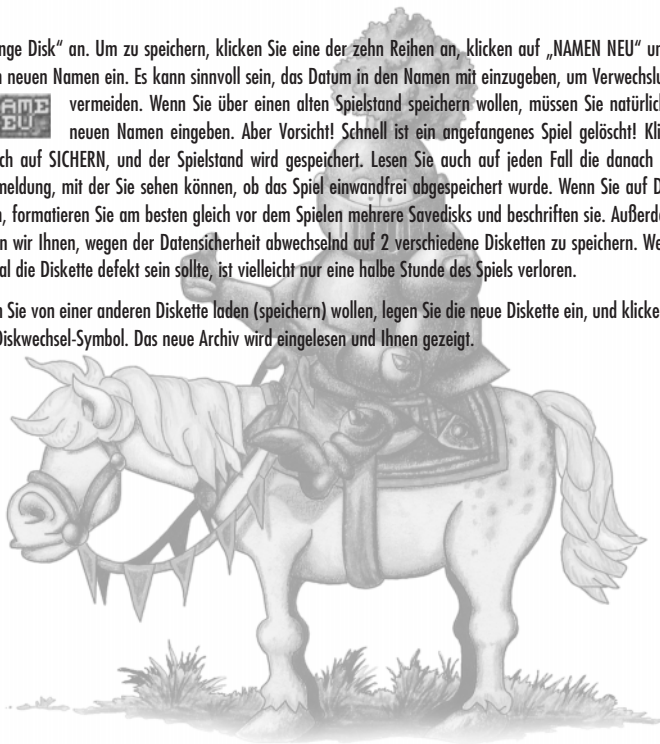 nge Disk“ an. Um zu speichern, klicken Sie eine der zehn Reihen an, klicken auf „NAMEN NEU“ un
n neuen Namen ein. Es kann sinnvoll sein, das Datum in den Namen mit einzugeben, um Verwechslu
AME vermeiden. Wenn Sie über einen alten Spielstand speichern wollen, müssen Sie natürlich
EU neuen Namen eingeben. Aber Vorsicht! Schnell ist ein angefangenes Spiel gelöscht! Kli
ch auf SICHERN, und der Spielstand wird gespeichert. Lesen Sie auch auf jeden Fall die danach
meldung, mit der Sie sehen können, ob das Spiel einwandfrei abgespeichert wurde. Wenn Sie auf D
n, formatieren Sie am besten gleich vor dem Spielen mehrere Savedisks und beschriften sie. Außerde
n wir Ihnen, wegen der Datensicherheit abwechselnd auf 2 verschiedene Disketten zu speichern. We
al die Diskette defekt sein sollte, ist vielleicht nur eine halbe Stunde des Spiels verloren.
n Sie von einer anderen Diskette laden (speichern) wollen, legen Sie die neue Diskette ein, und klicke
Diskwechsel-Symbol. Das neue Archiv wird eingelesen und Ihnen gezeigt.